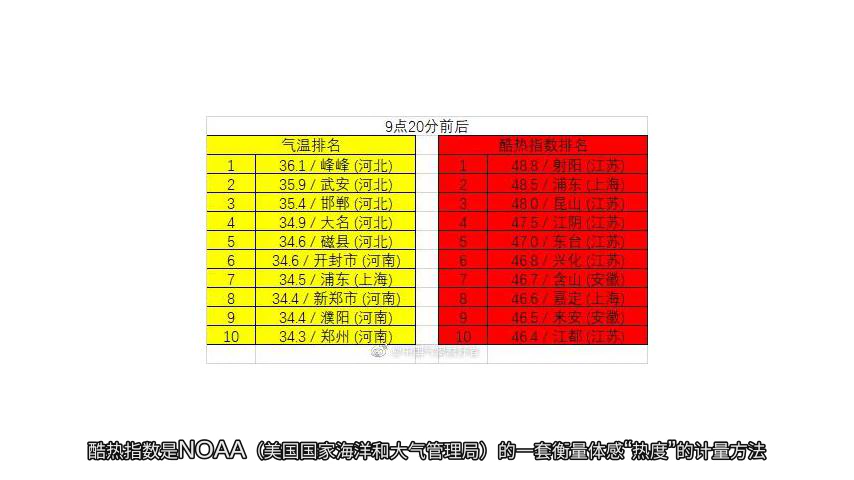 9点20分前后
气温排名 酷热指数排名
1 36.1 / 峰峰 (河北) 1 48.8 / 射阳 (江苏)
2 35.9 / 武安 (河北) 2 48.5 / 浦东 (上海)
3 35.4 / 邯郸 (河北) 3 48.0 / 昆山 (江苏)
4 34.9 / 大名 (河北) 4 47.5 / 江阴 (江苏)
5 34.6 / 磁县 (河北) 5 47.0 / 东台 (江苏)
6 34.6 / 开封市 (河南) 6 46.8 / 兴化 (江苏)
7 34.5 / 浦东 (上海) 7 46.7 / 含山 (安徽)
8 34.4 / 新郑市 (河南) 8 46.6 / 嘉定 (上海)
9 34.4 / 濮阳 (河南) 9 46.5 / 来安 (安徽)
10 34.3 / 郑州 (河南) 10 46.4 / 江都 (江苏)
酷热指数是NOAA（美国国家海洋和大气管理局）的一套衡量体感“热度”的计量方法